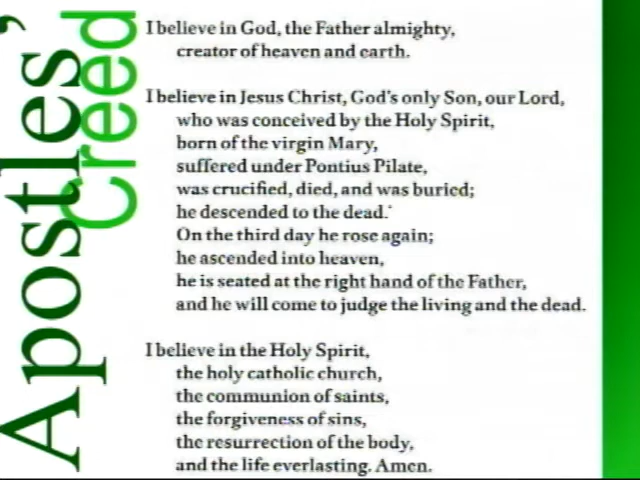 Apostles'
Creed
I believe in God, the Father almighty,
creator of heaven and earth.
I believe in Jesus Christ, God's only Son, our Lord,
who was conceived by the Holy Spirit,
born of the virgin Mary,
suffered under Pontius Pilate,
was crucified, died, and was buried;
he descended to the dead.*
On the third day he rose again;
he ascended into heaven,
he is seated at the right hand of the Father,
and he will come to judge the living and the dead.
I believe in the Holy Spirit,
the holy catholic church,
the communion of saints,
the forgiveness of sins,
the resurrection of the body,
and the life everlasting. Amen.